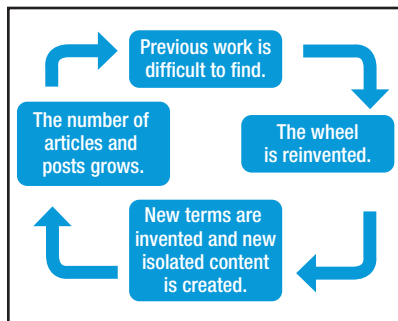 Previous work is
difficult to find.
The wheel
is reinvented.
New terms are
invented and new
isolated content
is created.
The number of
articles and
posts grows.